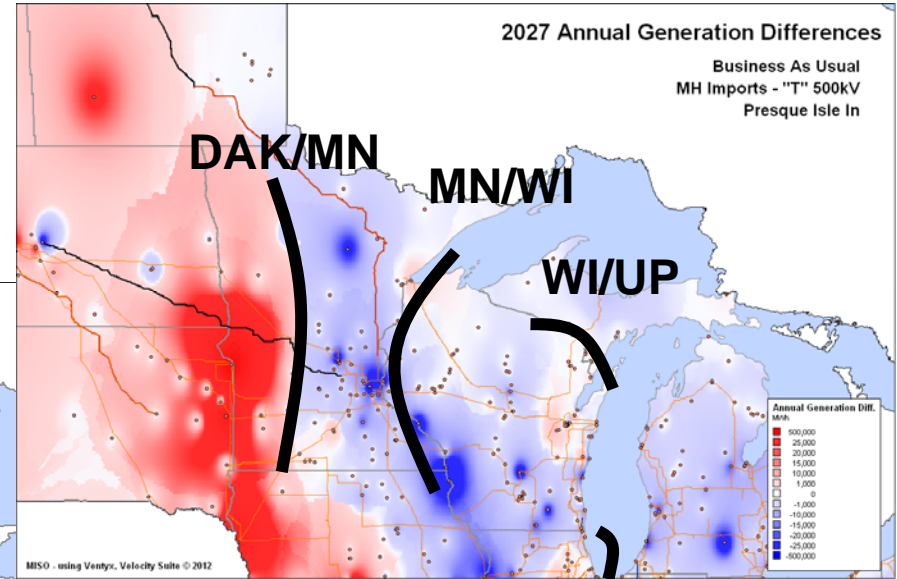 2027 Annual Generation Differences
Business As Usual
MH Imports - "T" 500kV
Presque Isle In
DAK/MN
MN/WI
WI/UP
Annual Generation Diff.
MWh
500,000
25,000
20,000
15,000
10,000
1,000
0
-1,000
-10,000
-15,000
-20,000
-25,000
-500,000
MISO - using Ventyx, Velocity Suite © 2012